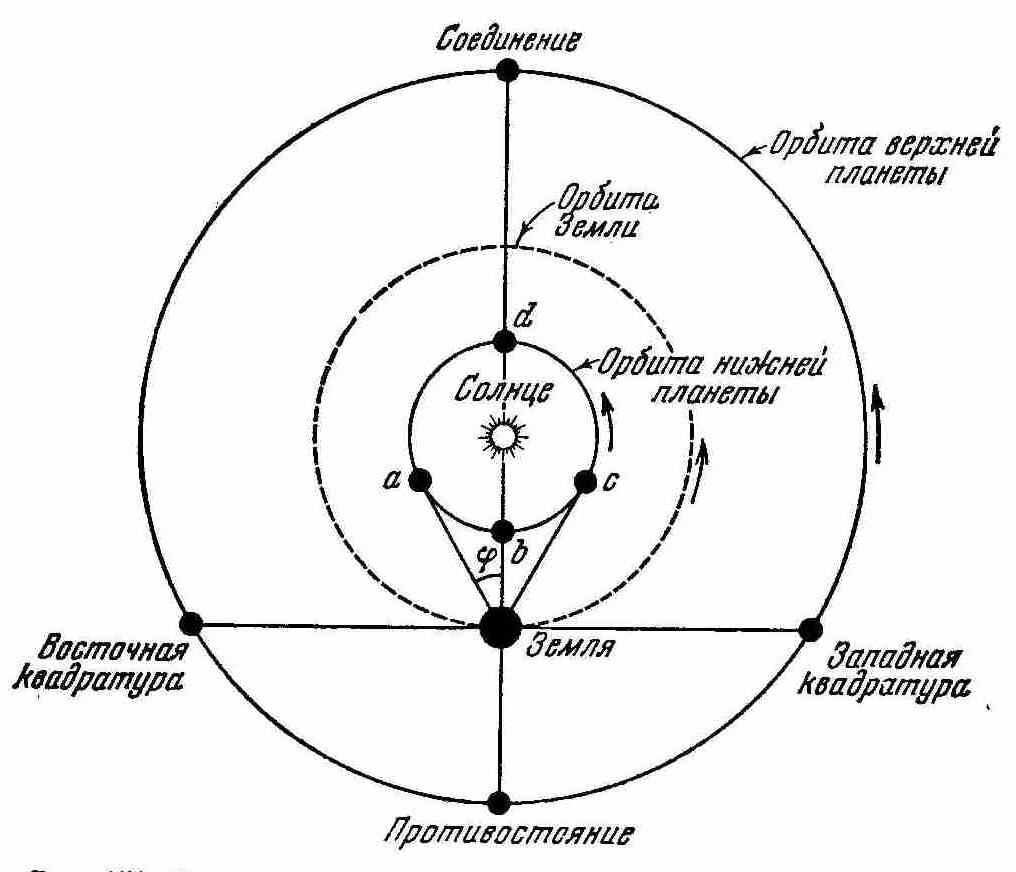 Соединение
Орбита верхней
планеты
Орбита
Земли
d
Орбита нижней
планеты
Солнце
a
c
φ
b
Земля
Восточная
квадратура
Западная
квадратура
Противостояние